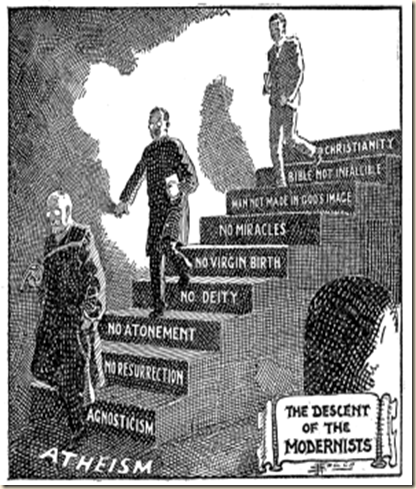 CHRISTIANITY
BIBLE NOT INFALLIBLE
MAN NOT MADE IN GOD'S IMAGE
NO MIRACLES
NO VIRGIN BIRTH
NO DEITY
NO ATONEMENT
NO RESURRECTION
AGNOSTICISM
ATHEISM
THE DESCENT
OF THE
MODERNISTS